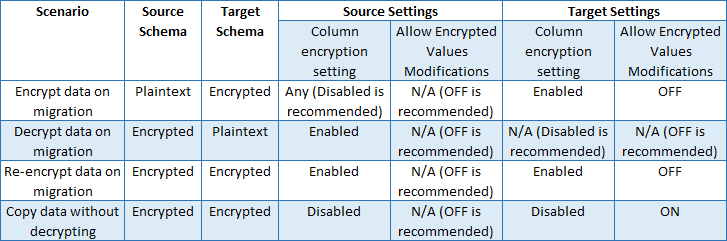 Scenario Source Schema Target Schema Source Settings Target Settings
Column encryption setting Allow Encrypted Values Modifications Column encryption setting Allow Encrypted Values Modifications
Encrypt data on migration Plaintext Encrypted Any (Disabled is recommended) N/A (OFF is recommended) Enabled OFF
Decrypt data on migration Encrypted Plaintext Enabled N/A (OFF is recommended) N/A (Disabled is recommended) N/A (OFF is recommended)
Re-encrypt data on migration Encrypted Encrypted Enabled N/A (OFF is recommended) Enabled OFF
Copy data without decrypting Encrypted Encrypted Disabled N/A (OFF is recommended) Disabled ON